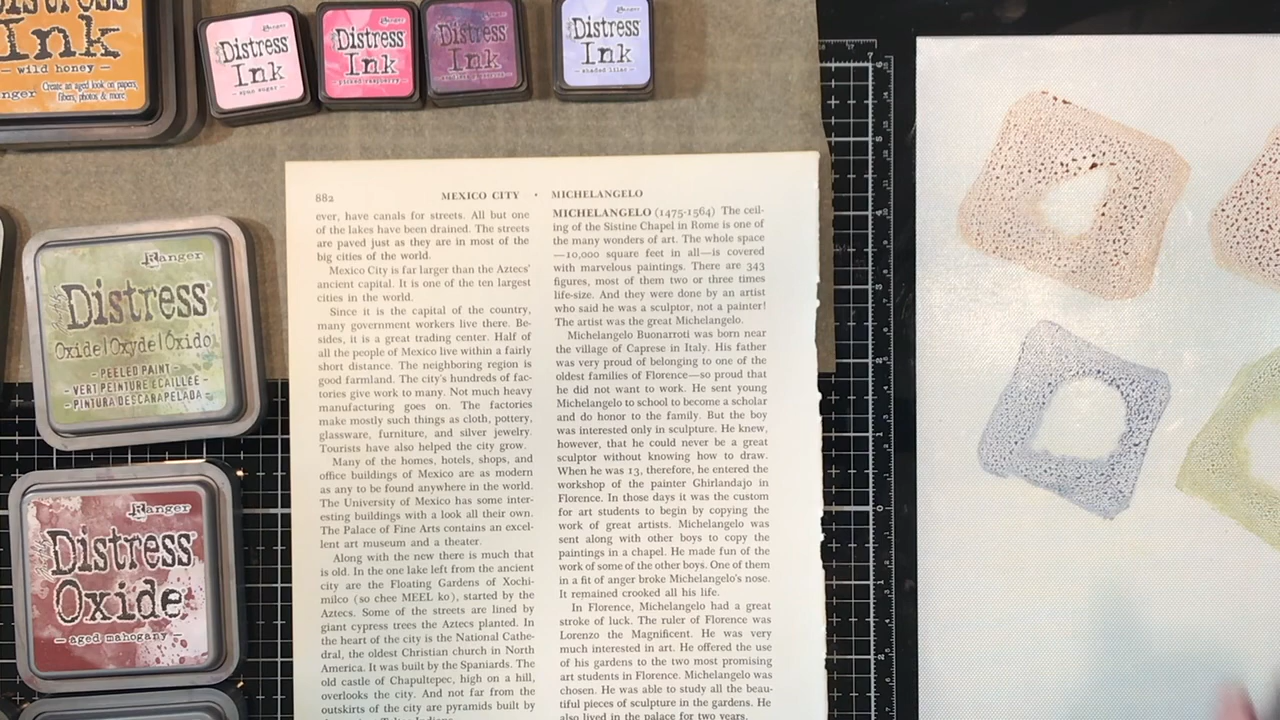 Distress
Ink
— wild honey —
Create an aged look on papers,
fibers, photos & more
nger
Ranger
Distress
Ink
— spun sugar —
Ranger
Distress
Ink
— picked raspberry —
Ranger
Distress
Ink
Ranger
Distress
Ink
— shaded lilac —
Ranger
Distress
Oxide | Oxyde | Óxido
PEELED PAINT
- VERT PEINTURE ÉCAILLÉE -
- PINTURA DESCARAPELADA -
Ranger
Distress
Oxide
— aged mahogany —
882 MEXICO CITY · MICHELANGELO
ever, have canals for streets. All but one
of the lakes have been drained. The streets
are paved just as they are in most of the
big cities of the world.
Mexico City is far larger than the Aztecs'
ancient capital. It is one of the ten largest
cities in the world.
Since it is the capital of the country,
many government workers live there. Be-
sides, it is a great trading center. Half of
all the people of Mexico live within a fairly
short distance. The neighboring region is
good farmland. The city's hundreds of fac-
tories give work to many. Not much heavy
manufacturing goes on. The factories
make mostly such things as cloth, pottery,
glassware, furniture, and silver jewelry.
Tourists have also helped the city grow.
Many of the homes, hotels, shops, and
office buildings of Mexico are as modern
as any to be found anywhere in the world.
The University of Mexico has some inter-
esting buildings with a look all their own.
The Palace of Fine Arts contains an excel-
lent art museum and a theater.
Along with the new there is much that
is old. In the one lake left from the ancient
city are the Floating Gardens of Xochi-
milco (so chee MEEL ko), started by the
Aztecs. Some of the streets are lined by
giant cypress trees the Aztecs planted. In
the heart of the city is the National Cathe-
dral, the oldest Christian church in North
America. It was built by the Spaniards. The
old castle of Chapultepec, high on a hill,
overlooks the city. And not far from the
outskirts of the city are pyramids built by
MICHELANGELO (1475-1564) The ceil-
ing of the Sistine Chapel in Rome is one of
the many wonders of art. The whole space
—10,000 square feet in all—is covered
with marvelous paintings. There are 343
figures, most of them two or three times
life-size. And they were done by an artist
who said he was a sculptor, not a painter!
The artist was the great Michelangelo.
Michelangelo Buonarroti was born near
the village of Caprese in Italy. His father
was very proud of belonging to one of the
oldest families of Florence—so proud that
he did not want to work. He sent young
Michelangelo to school to become a scholar
and do honor to the family. But the boy
was interested only in sculpture. He knew,
however, that he could never be a great
sculptor without knowing how to draw.
When he was 13, therefore, he entered the
workshop of the painter Ghirlandajo in
Florence. In those days it was the custom
for art students to begin by copying the
work of great artists. Michelangelo was
sent along with other boys to copy the
paintings in a chapel. He made fun of the
work of some of the other boys. One of them
in a fit of anger broke Michelangelo's nose.
It remained crooked all his life.
In Florence, Michelangelo had a great
stroke of luck. The ruler of Florence was
Lorenzo the Magnificent. He was very
much interested in art. He offered the use
of his gardens to the two most promising
art students in Florence. Michelangelo was
chosen. He was able to study all the beau-
tiful pieces of sculpture in the gardens. He
also lived in the palace for two years.